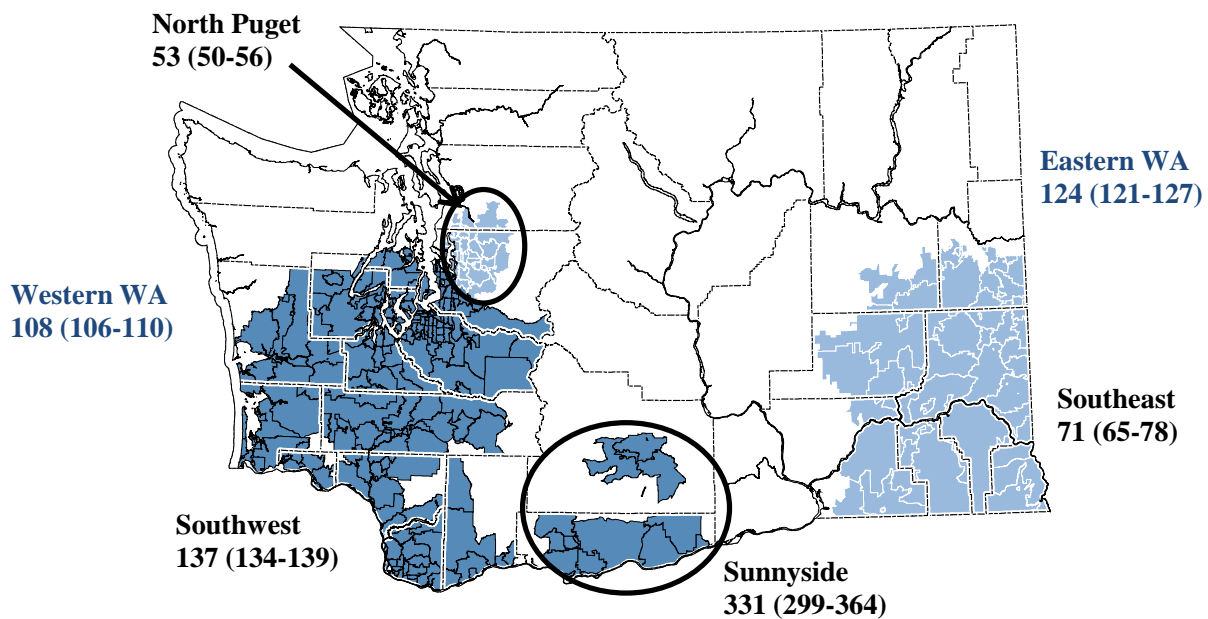 North Puget
53 (50-56)
Eastern WA
124 (121-127)
Western WA
108 (106-110)
Southeast
71 (65-78)
Southwest
137 (134-139)
Sunnyside
331 (299-364)